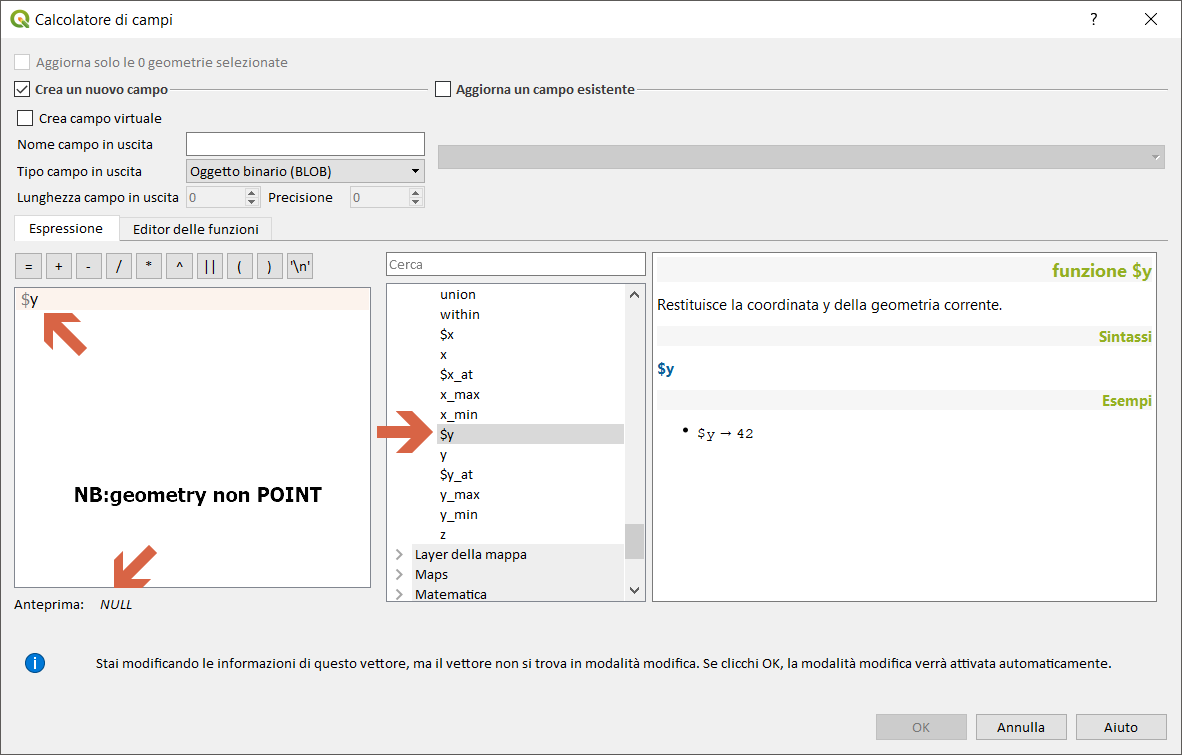 Calcolatore di campi
?
Aggiorna solo le 0 geometrie selezionate
Crea un nuovo campo
Aggiorna un campo esistente
Crea campo virtuale
Nome campo in uscita
Tipo campo in uscita
Oggetto binario (BLOB)
Lunghezza campo in uscita
0
Precisione
0
Espressione
Editor delle funzioni
= + - / * ^ || ( ) '\n'
$y
NB:geometry non POINT
Anteprima: NULL
Cerca
union
within
$x
x
$x_at
x_max
x_min
$y
y
$y_at
y_max
y_min
z
Layer della mappa
Maps
Matematica
funzione $y
Restituisce la coordinata y della geometria corrente.
Sintassi
$y
Esempi
• $y → 42
Stai modificando le informazioni di questo vettore, ma il vettore non si trova in modalità modifica. Se clicchi OK, la modalità modifica verrà attivata automaticamente.
OK
Annulla
Aiuto